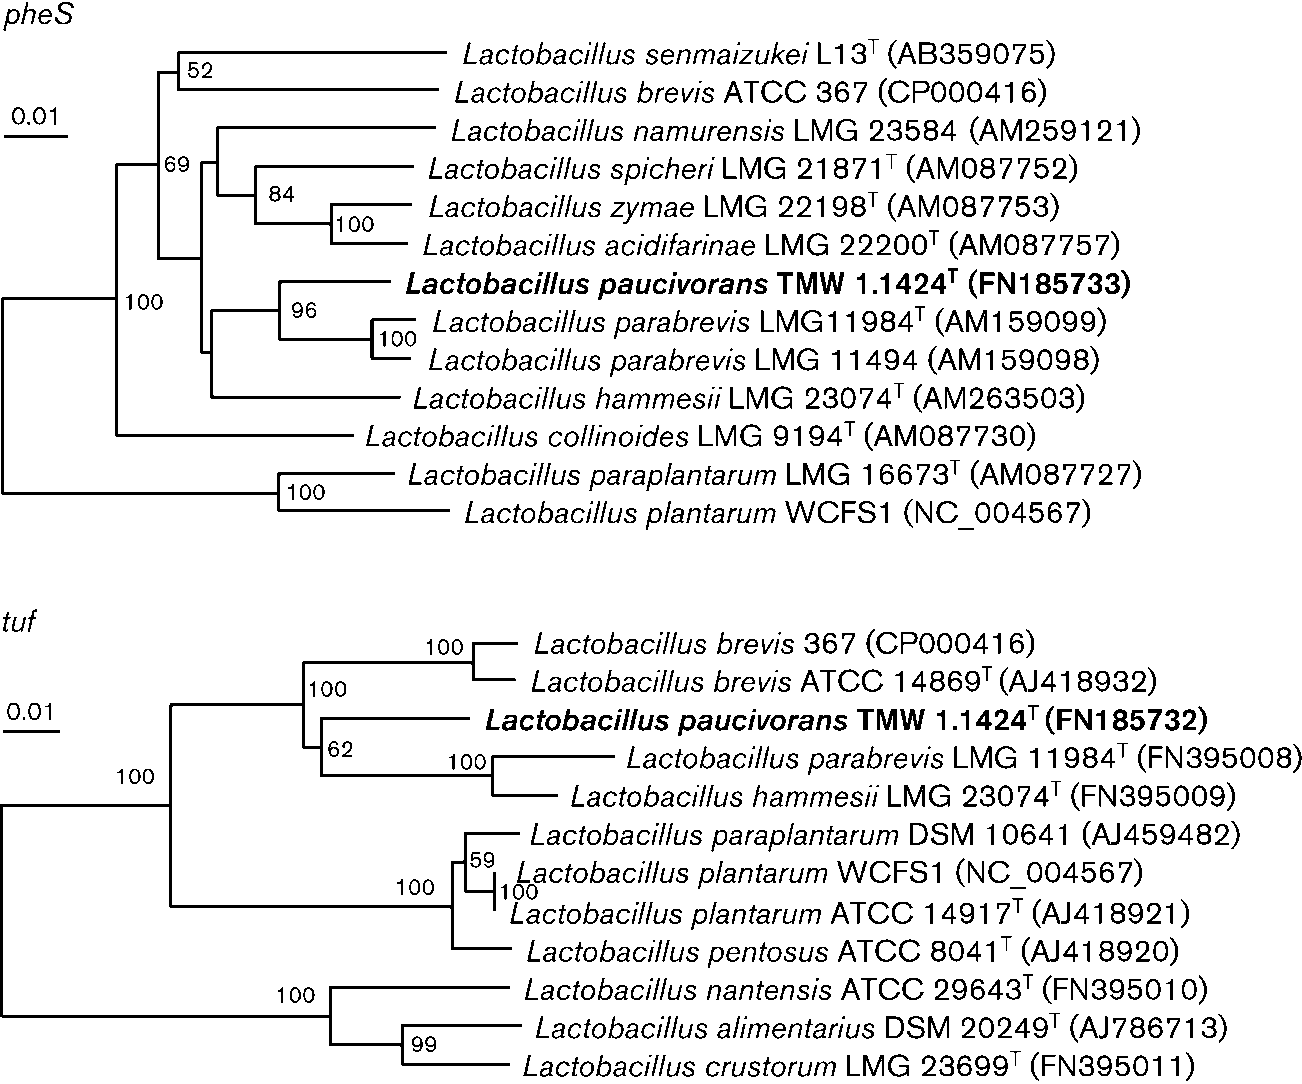 pheS
Lactobacillus senmaizukei L13ᵀ (AB359075)
52
Lactobacillus brevis ATCC 367 (CP000416)
0.01
Lactobacillus namurensis LMG 23584 (AM259121)
69
Lactobacillus spicheri LMG 21871ᵀ (AM087752)
84
Lactobacillus zymae LMG 22198ᵀ (AM087753)
100
Lactobacillus acidifarinae LMG 22200ᵀ (AM087757)
Lactobacillus paucivorans TMW 1.1424ᵀ (FN185733)
100
96
Lactobacillus parabrevis LMG11984ᵀ (AM159099)
100
Lactobacillus parabrevis LMG 11494 (AM159098)
Lactobacillus hammesii LMG 23074ᵀ (AM263503)
Lactobacillus collinoides LMG 9194ᵀ (AM087730)
Lactobacillus paraplantarum LMG 16673ᵀ (AM087727)
100
Lactobacillus plantarum WCFS1 (NC_004567)
tuf
100
Lactobacillus brevis 367 (CP000416)
Lactobacillus brevis ATCC 14869ᵀ (AJ418932)
100
0.01
Lactobacillus paucivorans TMW 1.1424ᵀ (FN185732)
62
100
Lactobacillus parabrevis LMG 11984ᵀ (FN395008)
100
Lactobacillus hammesii LMG 23074ᵀ (FN395009)
Lactobacillus paraplantarum DSM 10641 (AJ459482)
59
Lactobacillus plantarum WCFS1 (NC_004567)
100
100
Lactobacillus plantarum ATCC 14917ᵀ (AJ418921)
Lactobacillus pentosus ATCC 8041ᵀ (AJ418920)
100
Lactobacillus nantensis ATCC 29643ᵀ (FN395010)
Lactobacillus alimentarius DSM 20249ᵀ (AJ786713)
99
Lactobacillus crustorum LMG 23699ᵀ (FN395011)